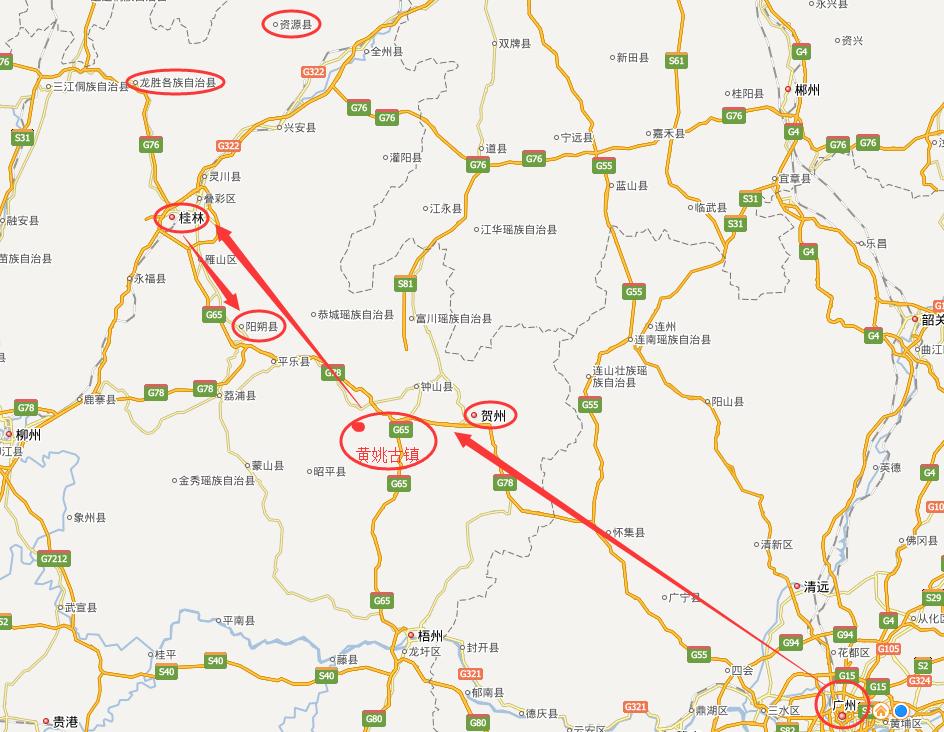 永兴县
资源县
双牌县
资兴
全州县
新田县
S61
G4
76
三江侗族自治县
龙胜各族自治县
G322
郴州
桂阳县
G76
G76
G76
兴安县
S31
G76
G322
宁远县
嘉禾县
G4
G76
G76
道县
灌阳县
G76
G76
G55
灵川县
蓝山县
宜章县
叠彩区
江永县
临武县
S31
融安县
桂林
江华瑶族自治县
S31
苗族自治县
雁山区
乐昌
G4
永福县
S81
G55
G65
恭城瑶族自治县
富川瑶族自治县
韶关
阳朔县
连州
连南瑶族自治县
G4
曲江
平乐县
G78
连山壮族瑶
族自治县
G78
G78
荔浦县
钟山县
鹿寨县
G78
阳山县
G55
贺州
柳州
G65
黄姚古镇
江县
蒙山县
昭平县
英德
G4
金秀瑶族自治县
G65
G78
象州县
怀集县
佛冈县
清新区
G7212
清远
S29
广宁县
武宣县
G65
平南县
G4
从化区
S2
梧州
G94
G94
G105
桂平
龙圩区
封开县
花都区
藤县
S40
S40
S40
G55
四会
G321
G15
G15
S2
G324
郁南县
广州
G321
鼎湖区
三水区
贵港
G80
G80
德庆县
黄埔区
云安区
S82